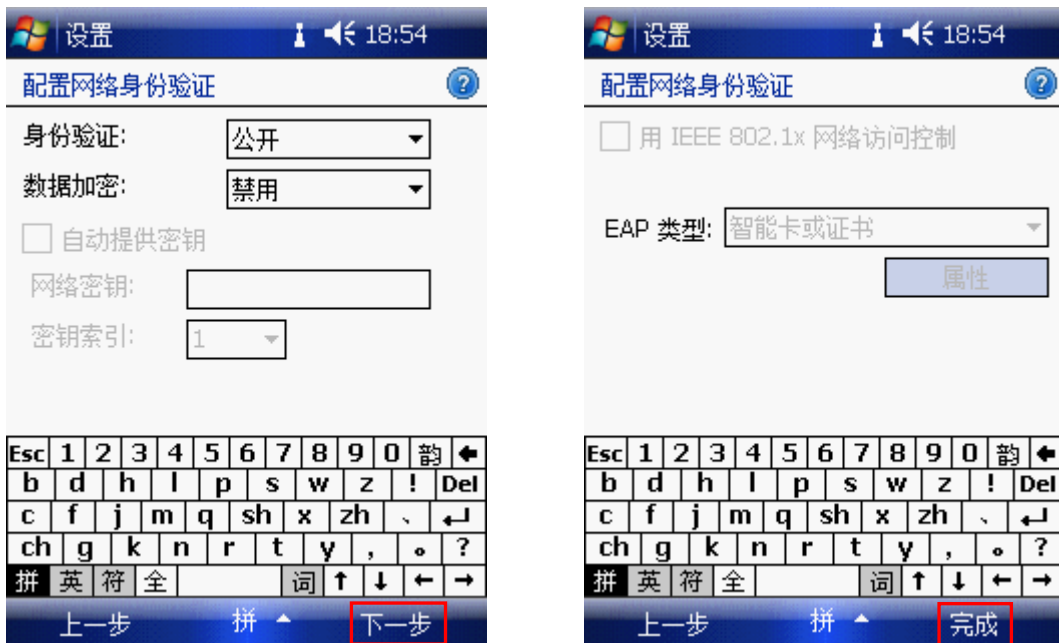 设置 18:54
配置网络身份验证
身份验证: 公开
数据加密: 禁用
自动提供密钥
网络密钥:
密钥索引: 1
Esc 1 2 3 4 5 6 7 8 9 0 韵 ←
b d h l p s w z ! Del
c f j m q sh x zh 、 ↵
ch g k n r t y , 。 ?
拼 英 符 全 词 ↑ ↓ ← →
上一步 拼 下一步
设置 18:54
配置网络身份验证
用 IEEE 802.1x 网络访问控制
EAP 类型: 智能卡或证书
属性
Esc 1 2 3 4 5 6 7 8 9 0 韵 ←
b d h l p s w z ! Del
c f j m q sh x zh 、 ↵
ch g k n r t y , 。 ?
拼 英 符 全 词 ↑ ↓ ← →
上一步 拼 完成